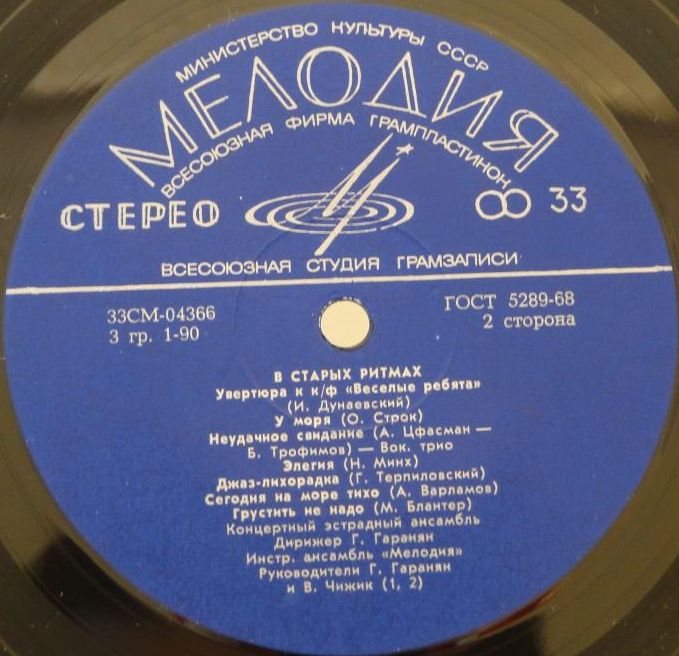 МИНИСТЕРСТВО КУЛЬТУРЫ СССР
МЕЛОДИЯ
ВСЕСОЮЗНАЯ ФИРМА ГРАМПЛАСТИНОК
СТЕРЕО 33
ВСЕСОЮЗНАЯ СТУДИЯ ГРАМЗАПИСИ
33СМ-04366 ГОСТ 5289-68
3 гр. 1-90 2 сторона
В СТАРЫХ РИТМАХ
Увертюра к к/ф «Веселые ребята»
(И. Дунаевский)
У моря (О. Строк)
Неудачное свидание (А. Цфасман —
Б. Трофимов) — Вок. трио
Элегия (Н. Минх)
Джаз-лихорадка (Г. Терпиловский)
Сегодня на море тихо (А. Варламов)
Грустить не надо (М. Блантер)
Концертный эстрадный ансамбль
Дирижер Г. Гаранян
Инстр. ансамбль «Мелодия»
Руководители Г. Гаранян
и В. Чижик (1, 2)